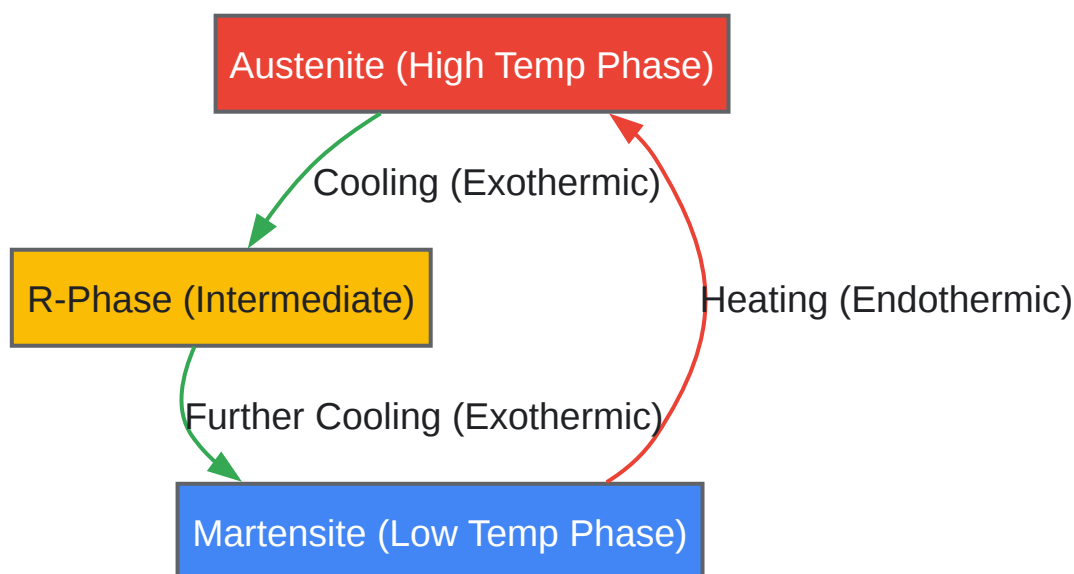 Austenite (High Temp Phase)
Cooling (Exothermic)
R-Phase (Intermediate)
Heating (Endothermic)
Further Cooling (Exothermic)
Martensite (Low Temp Phase)